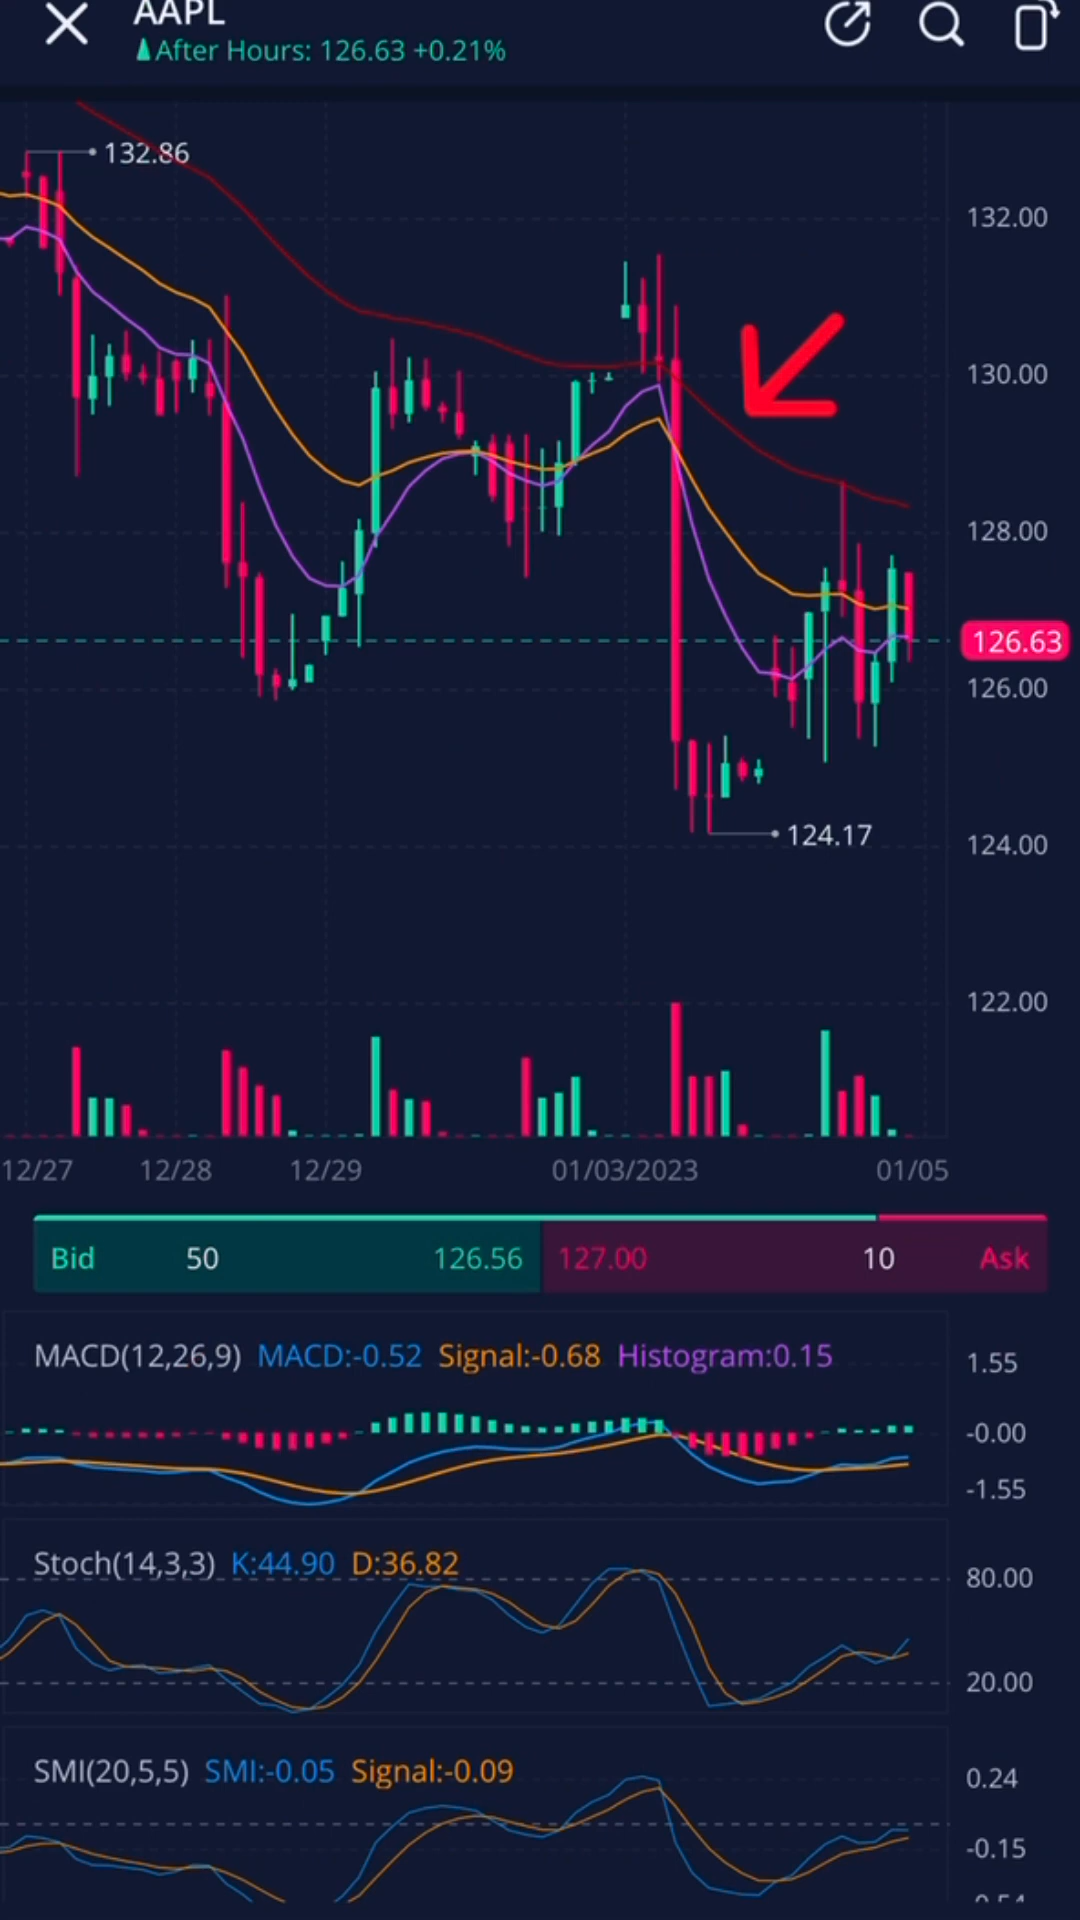 AAPL
After Hours: 126.63 +0.21%
132.86
132.00
130.00
128.00
126.63
126.00
124.17
124.00
122.00
12/27 12/28 12/29 01/03/2023 01/05
Bid 50 126.56 127.00 10 Ask
MACD(12,26,9) MACD:-0.52 Signal:-0.68 Histogram:0.15
1.55
-0.00
-1.55
Stoch(14,3,3) K:44.90 D:36.82
80.00
20.00
SMI(20,5,5) SMI:-0.05 Signal:-0.09
0.24
-0.15